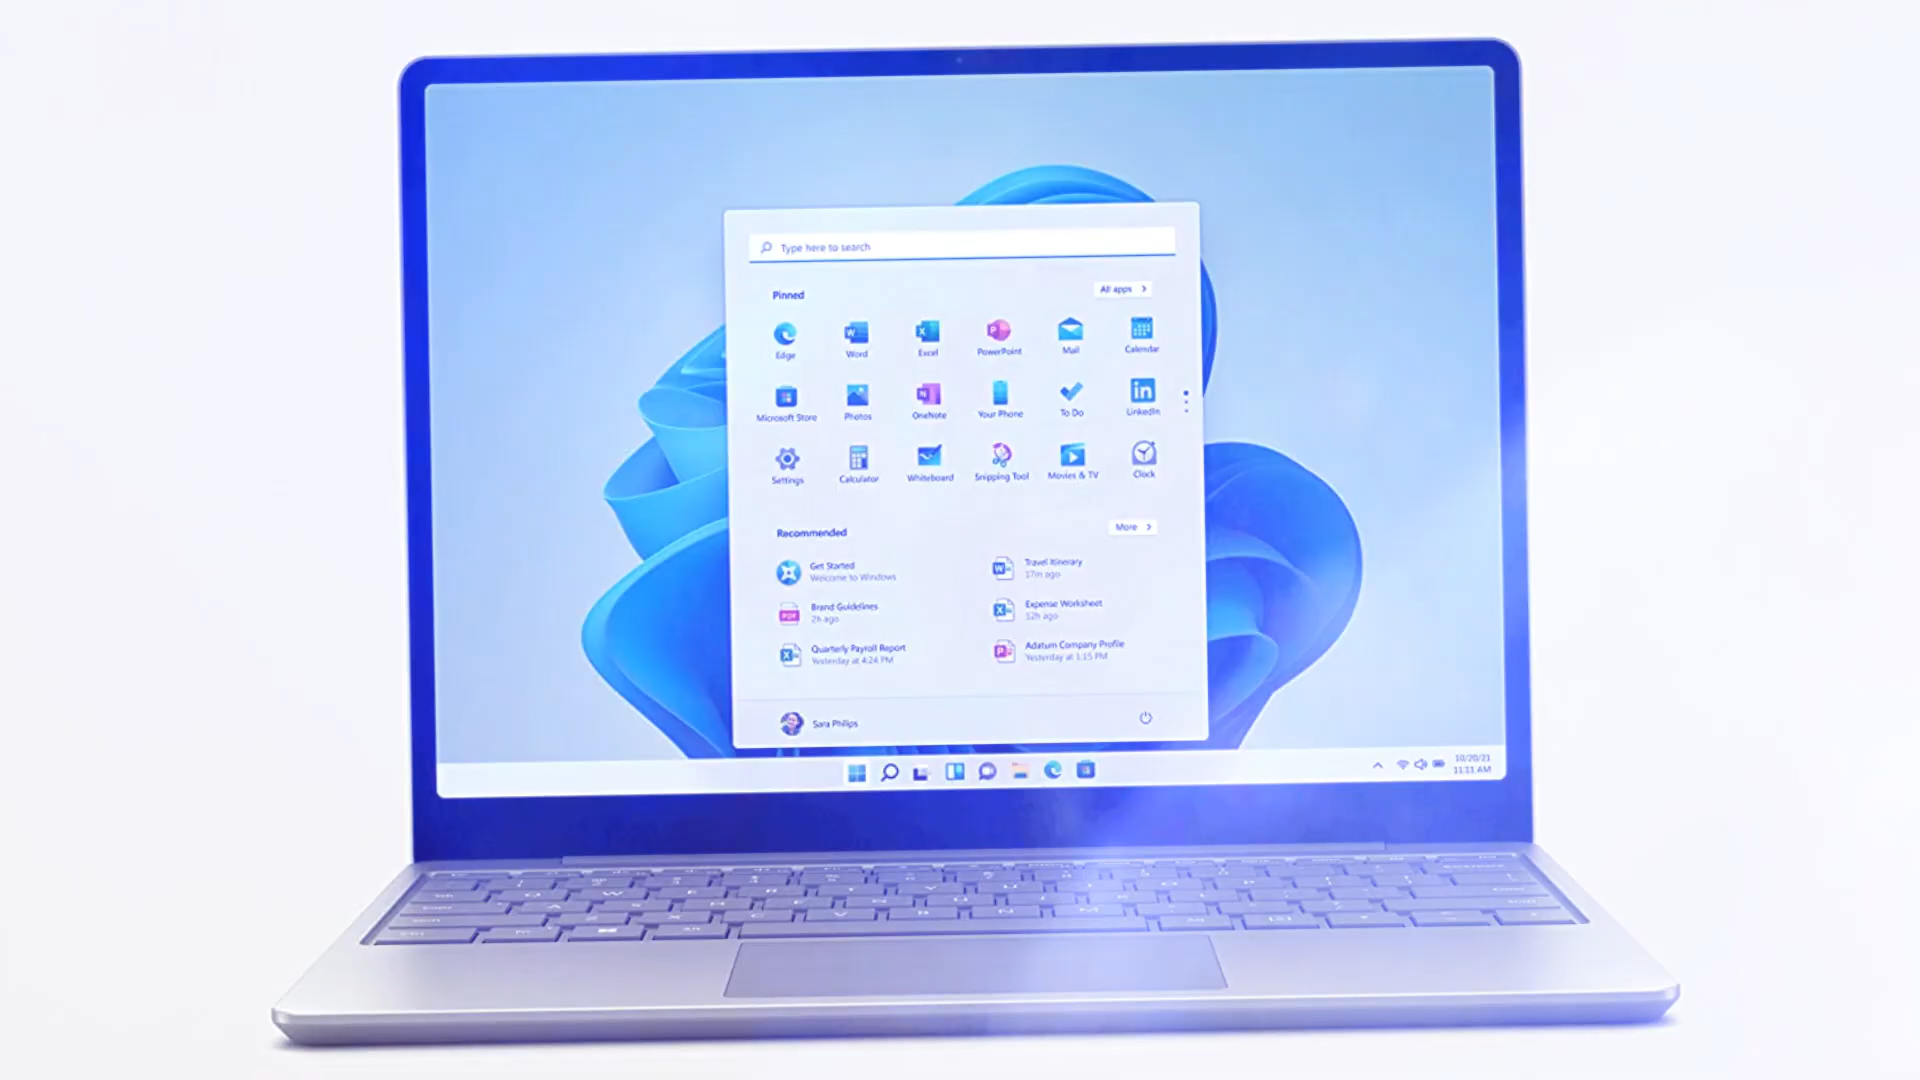 Type here to search
Pinned
All apps
Edge
Word
Excel
PowerPoint
Mail
Calendar
Microsoft Store
Photos
OneNote
Your Phone
To Do
LinkedIn
Settings
Calculator
Whiteboard
Snipping Tool
Movies & TV
Clock
Recommended
More
Get Started
Welcome to Windows
Travel Itinerary
17m ago
Brand Guidelines
2h ago
Expense Worksheet
12h ago
Quarterly Payroll Report
Yesterday at 4:24 PM
Adatum Company Profile
Yesterday at 1:15 PM
Sara Philips
10/20/21
11:11 AM